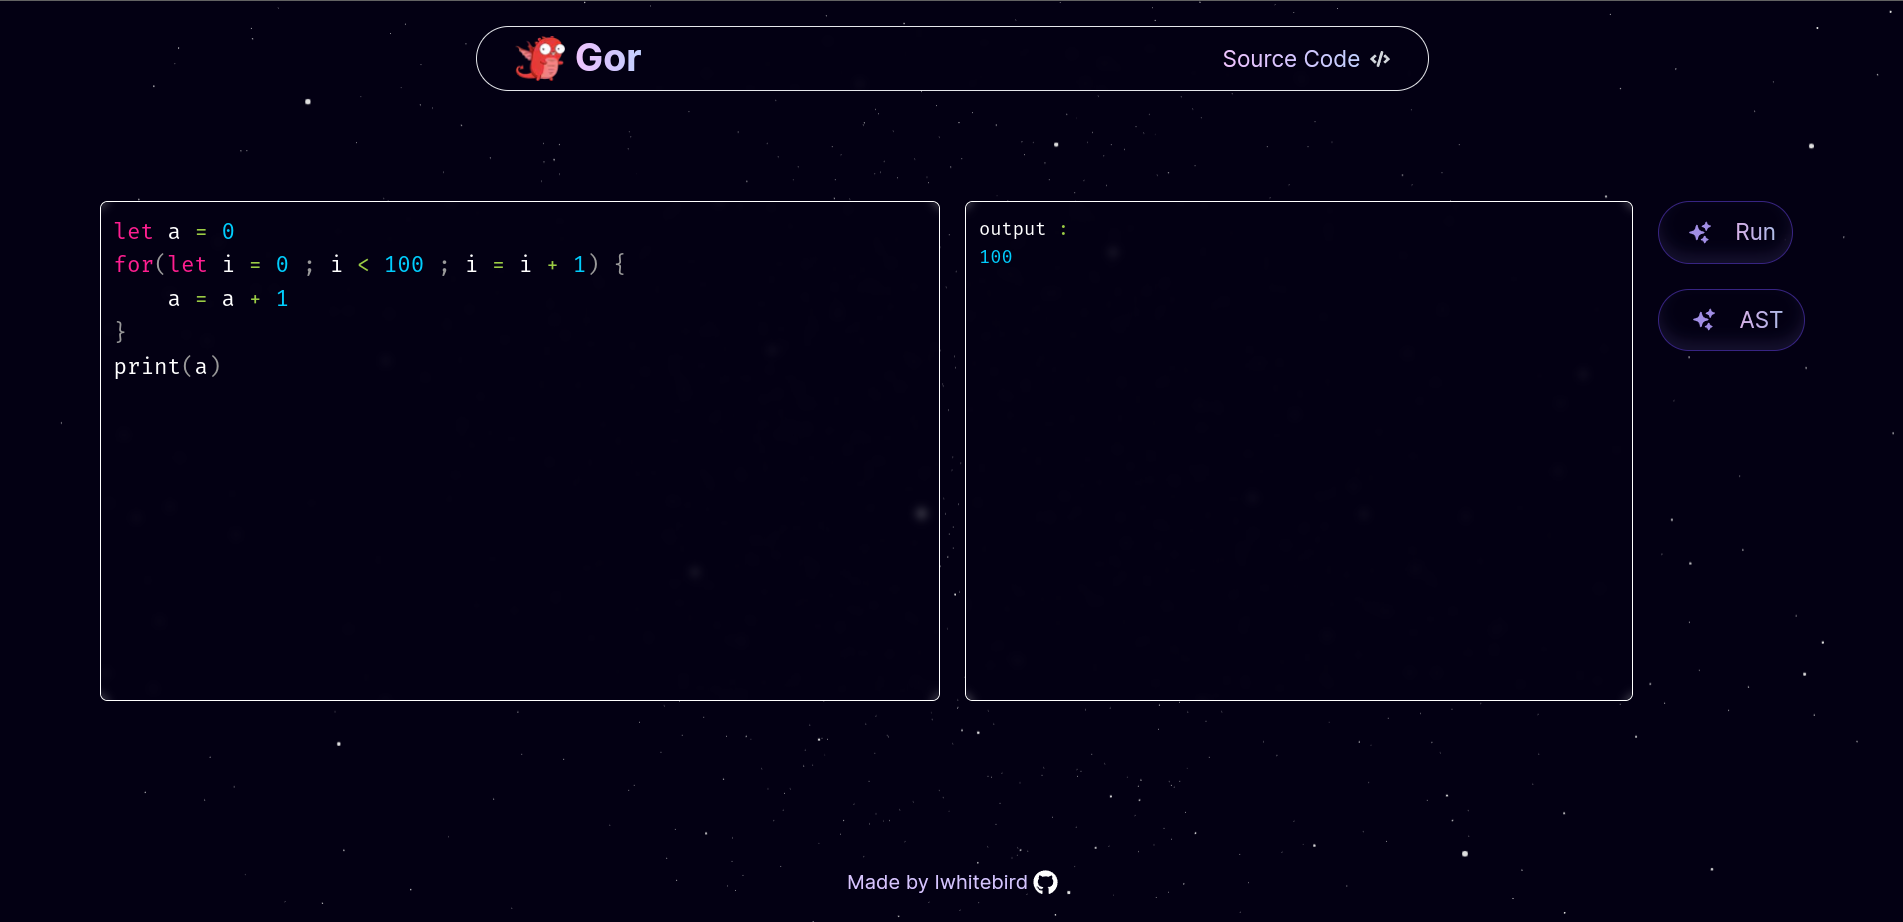 Gor
Source Code </>
let a = 0
for(let i = 0 ; i < 100 ; i = i + 1) {
    a = a + 1
}
print(a)
output :
100
Run
AST
Made by lwhitebird